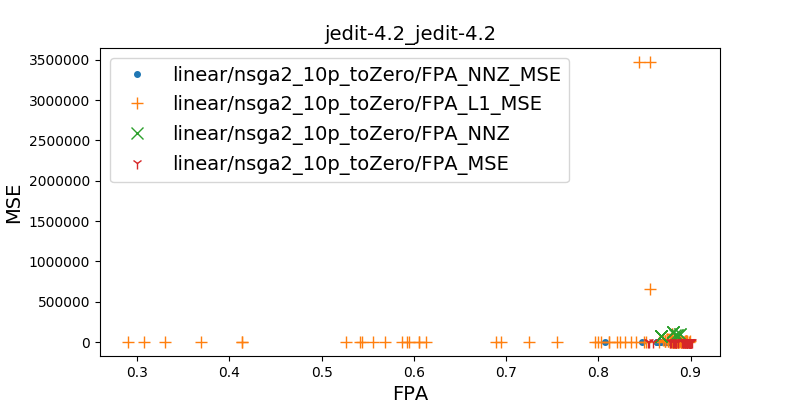 jedit-4.2_jedit-4.2
3500000
3000000
2500000
2000000
1500000
1000000
500000
0
MSE
linear/nsga2_10p_toZero/FPA_NNZ_MSE
linear/nsga2_10p_toZero/FPA_L1_MSE
linear/nsga2_10p_toZero/FPA_NNZ
linear/nsga2_10p_toZero/FPA_MSE
0.3 0.4 0.5 0.6 0.7 0.8 0.9
FPA